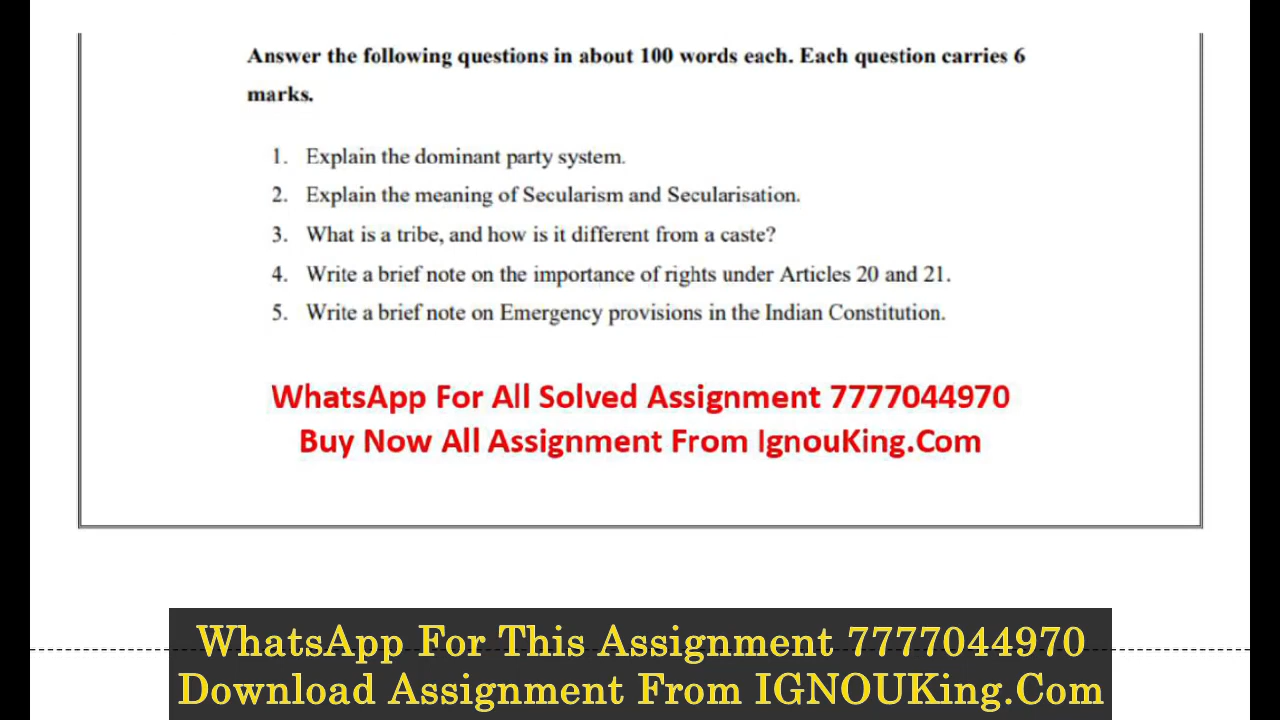 Answer the following questions in about 100 words each. Each question carries 6
marks.
1. Explain the dominant party system.
2. Explain the meaning of Secularism and Secularisation.
3. What is a tribe, and how is it different from a caste?
4. Write a brief note on the importance of rights under Articles 20 and 21.
5. Write a brief note on Emergency provisions in the Indian Constitution.
WhatsApp For All Solved Assignment 7777044970
Buy Now All Assignment From IgnouKing.Com
WhatsApp For This Assignment 7777044970
Download Assignment From IGNOUKing.Com